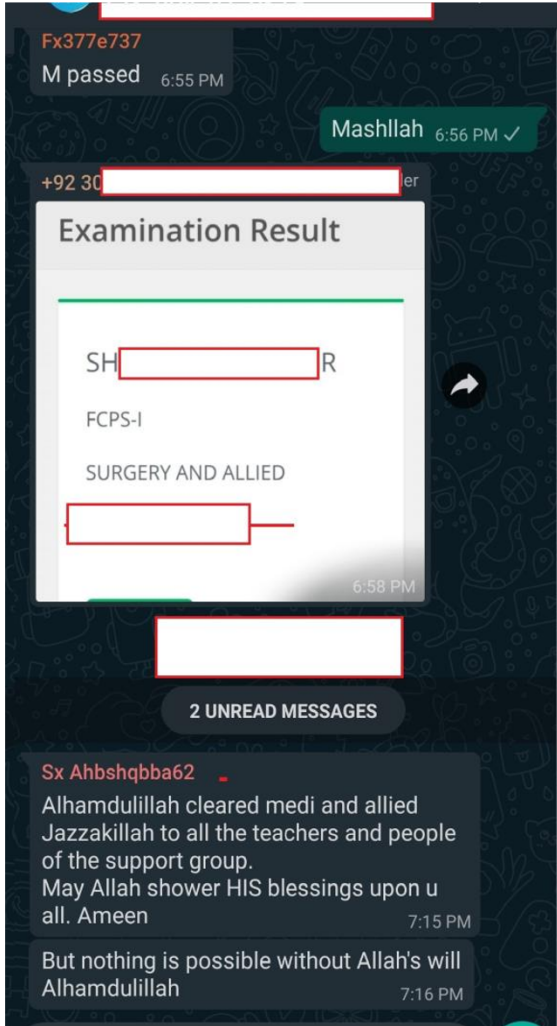 Fx377e737
M passed 6:55 PM
Mashllah 6:56 PM
+92 30
Examination Result
SH R
FCPS-I
SURGERY AND ALLIED
6:58 PM
2 UNREAD MESSAGES
Sx Ahbshqbba62
Alhamdulillah cleared medi and allied
Jazzakillah to all the teachers and people
of the support group.
May Allah shower HIS blessings upon u
all. Ameen 7:15 PM
But nothing is possible without Allah's will
Alhamdulillah 7:16 PM